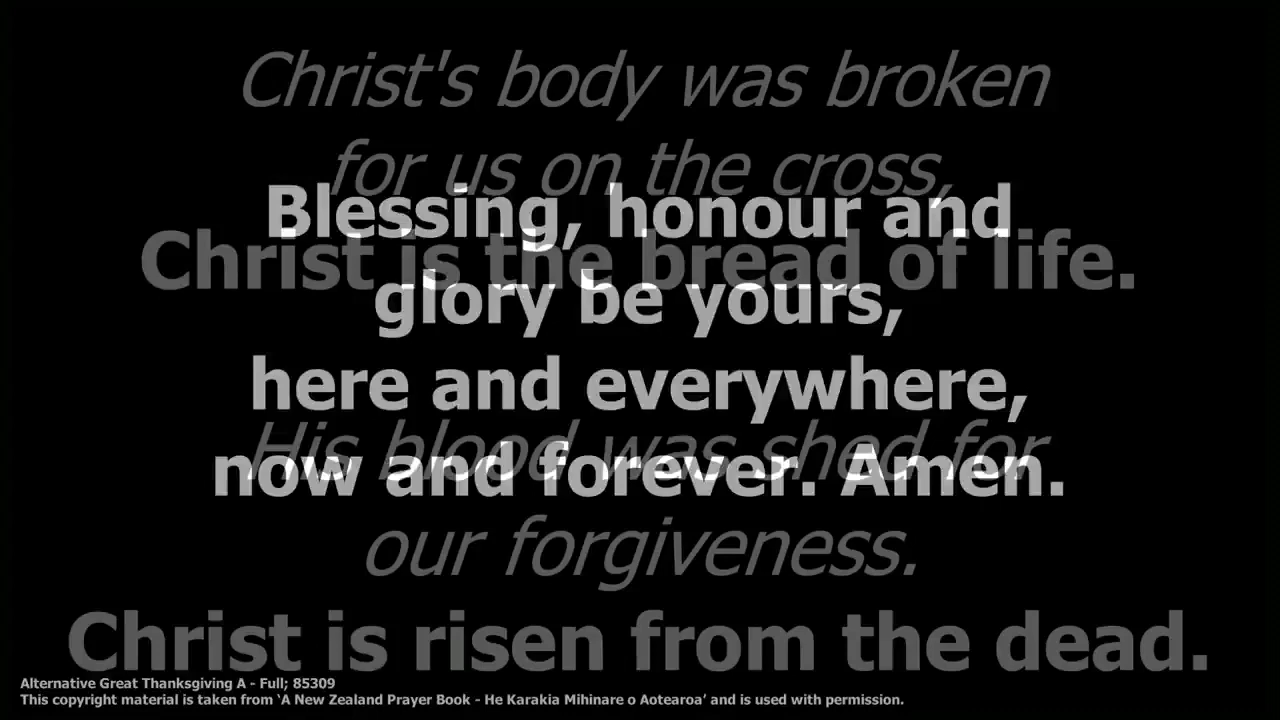 Christ's body was broken
for us on the cross,
Blessing, honour and
Christ is the bread of life.
glory be yours,
here and everywhere,
His blood was shed for
now and forever. Amen.
our forgiveness.
Christ is risen from the dead.
Alternative Great Thanksgiving A - Full; 85309
This copyright material is taken from ‘A New Zealand Prayer Book - He Karakia Mihinare o Aotearoa’ and is used with permission.